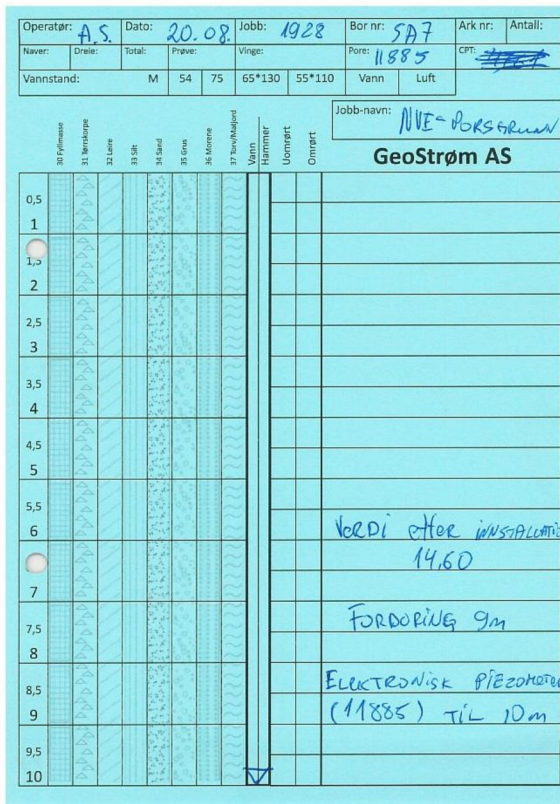 Operatør: A.S. Dato: 20.08. Jobb: 1928 Bor nr: SA7 Ark nr: Antall:
Naver: Dreie: Total: Prøve: Vinge: Pore: 11885 CPT:
Vannstand: M 54 75 65*130 55*110 Vann Luft
Jobb-navn: NVE-
GeoStrøm AS
30 Fyllmasse
31 Tørrskorpe
32 Leire
33 Silt
34 Sand
35 Grus
36 Morene
37 Torv/Matjord
Vann
Hammer
Uomrørt
Omrørt
0,5
1
1,5
2
2,5
3
3,5
4
4,5
5
5,5
6 VERDI etter iNNSTALLATiO
14,60
7
7,5 FORBORING 9m
8
8,5 ELEKTRONiSK PiEZOMETER
9 (11885) TiL 10m
9,5
10